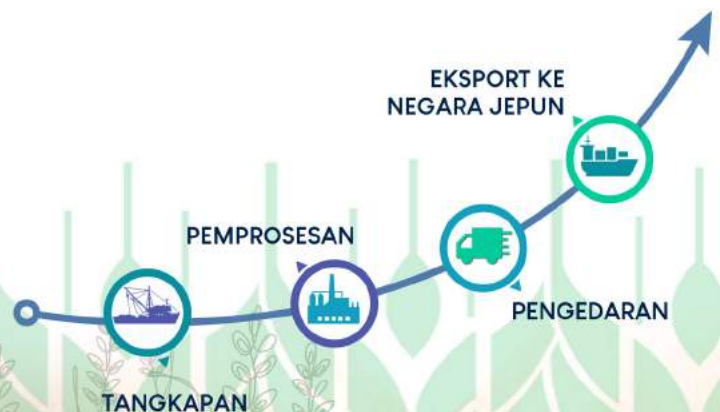 EKSPORT KE
NEGARA JEPUN
PEMPROSESAN
PENGEDARAN
TANGKAPAN